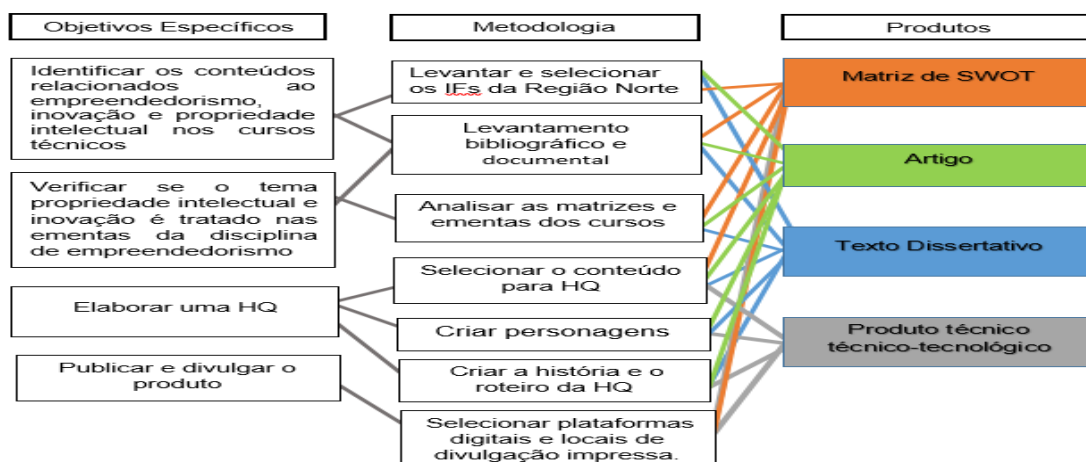 Objetivos Específicos
Identificar os conteúdos
relacionados ao
empreendedorismo,
inovação e propriedade
intelectual nos cursos
técnicos
Verificar se o tema
propriedade intelectual e
inovação é tratado nas
ementas da disciplina
de empreendedorismo
Elaborar uma HQ
Publicar e divulgar o
produto
Metodologia
Levantar e selecionar
os IFs da Região Norte
Levantamento
bibliográfico e
documental
Analisar as matrizes e
ementas dos cursos
Selecionar o conteúdo
para HQ
Criar personagens
Criar a história e o
roteiro da HQ
Selecionar plataformas
digitais e locais de
divulgação impressa.
Produtos
Matriz de SWOT
Artigo
Texto Dissertativo
Produto técnico
técnico-tecnológico